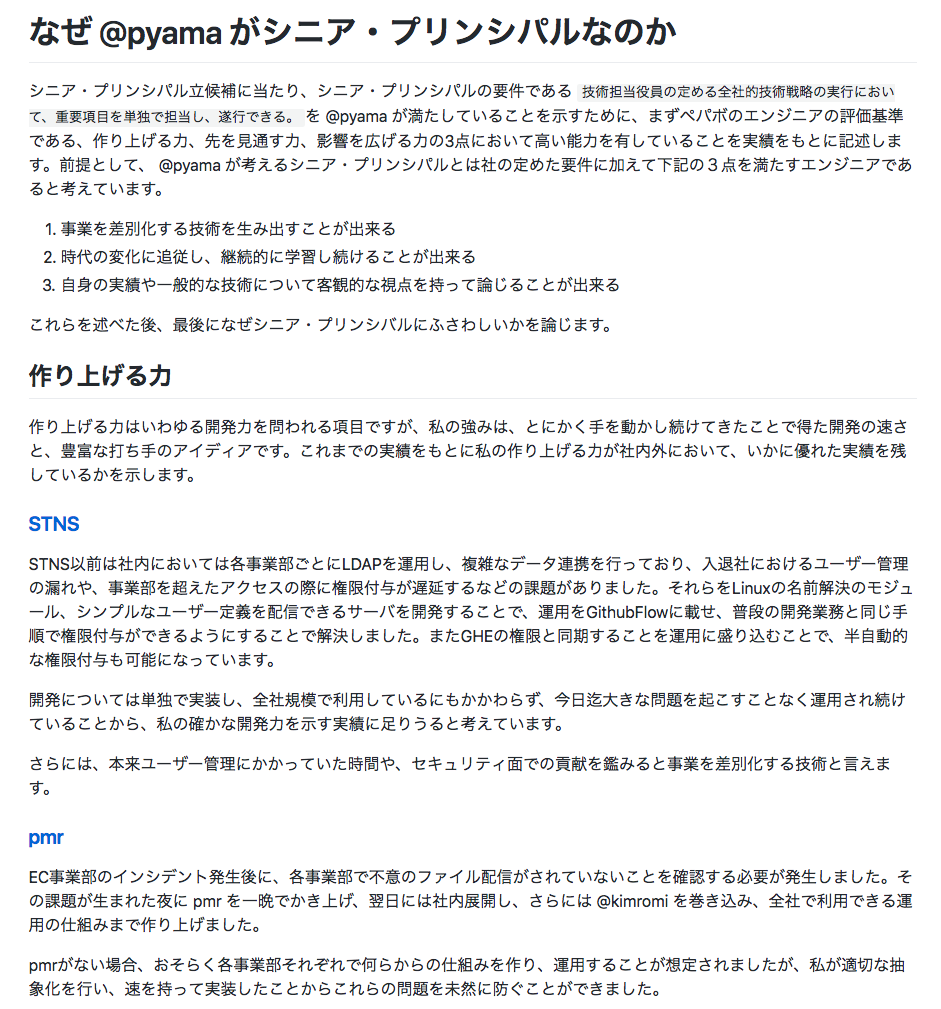 なぜ @pyama がシニア・プリンシパルなのか
シニア・プリンシパル立候補に当たり、シニア・プリンシパルの要件である 技術担当役員の定める全社的技術戦略の実行におい
て、重要項目を単独で担当し、遂行できる。 を @pyama が満たしていることを示すために、まずペパボのエンジニアの評価基準
である、作り上げる力、先を見通す力、影響を広げる力の3点において高い能力を有していることを実績をもとに記述しま
す。前提として、 @pyama が考えるシニア・プリンシパルとは社の定めた要件に加えて下記の３点を満たすエンジニアであ
ると考えています。
1. 事業を差別化する技術を生み出すことが出来る
2. 時代の変化に追従し、継続的に学習し続けることが出来る
3. 自身の実績や一般的な技術について客観的な視点を持って論じることが出来る
これらを述べた後、最後になぜシニア・プリンシバルにふさわしいかを論じます。
作り上げる力
作り上げる力はいわゆる開発力を問われる項目ですが、私の強みは、とにかく手を動かし続けてきたことで得た開発の速さ
と、豊富な打ち手のアイディアです。これまでの実績をもとに私の作り上げる力が社内外において、いかに優れた実績を残
しているかを示します。
STNS
STNS以前は社内においては各事業部ごとにLDAPを運用し、複雑なデータ連携を行っており、入退社におけるユーザー管理
の漏れや、事業部を超えたアクセスの際に権限付与が遅延するなどの課題がありました。それらをLinuxの名前解決のモジュ
ール、シンプルなユーザー定義を配信できるサーバを開発することで、運用をGithubFlowに載せ、普段の開発業務と同じ手
順で権限付与ができるようにすることで解決しました。またGHEの権限と同期することを運用に盛り込むことで、半自動的
な権限付与も可能になっています。
開発については単独で実装し、全社規模で利用しているにもかかわらず、今日迄大きな問題を起こすことなく運用され続け
ていることから、私の確かな開発力を示す実績に足りうると考えています。
さらには、本来ユーザー管理にかかっていた時間や、セキュリティ面での貢献を鑑みると事業を差別化する技術と言えま
す。
pmr
EC事業部のインシデント発生後に、各事業部で不意のファイル配信がされていないことを確認する必要が発生しました。そ
の課題が生まれた夜に pmr を一晩でかき上げ、翌日には社内展開し、さらには @kimromi を巻き込み、全社で利用できる運
用の仕組みまで作り上げました。
pmrがない場合、おそらく各事業部それぞれで何らからの仕組みを作り、運用することが想定されましたが、私が適切な抽
象化を行い、速を持って実装したことからこれらの問題を未然に防ぐことができました。